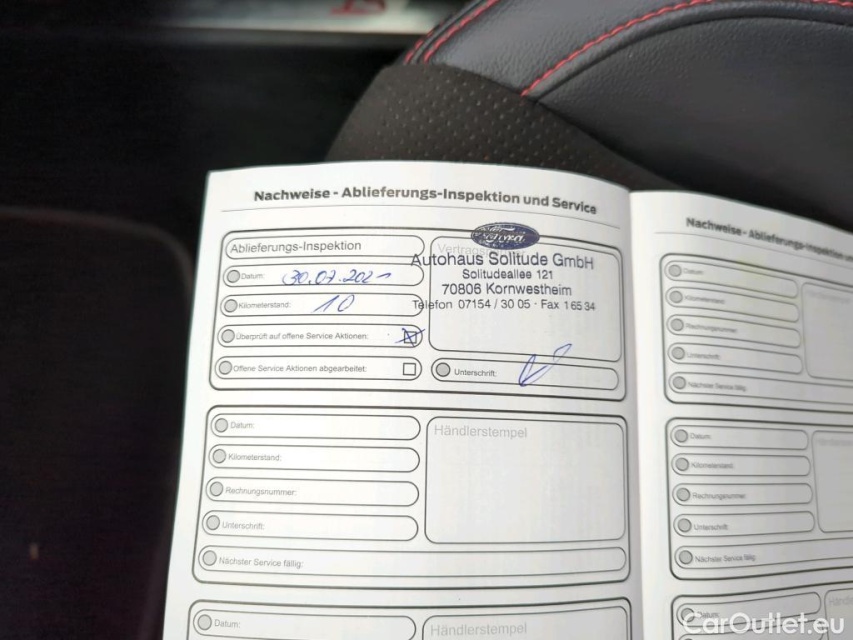 Nachweise - Ablieferungs-Inspektion und Service
Ablieferungs-Inspektion
Datum: 30.07.2021
Kilometerstand: 10
Überprüft auf offene Service Aktionen:
Offene Service Aktionen abgearbeitet:
Ford
Autohaus Solitude GmbH
Solitudeallee 121
70806 Kornwestheim
Telefon 07154 / 30 05 · Fax 1 65 34
Unterschrift:
Datum:
Kilometerstand:
Rechnungsnummer:
Unterschrift:
Nächster Service fällig:
Händlerstempel
Datum:
Händlerstempel
Nachweise - Ablieferungs-Inspektion
Datum:
Kilometerstand:
Rechnungsnummer:
Unterschrift:
Nächster Service fällig:
Datum:
Kilometerstand:
Rechnungsnummer:
Unterschrift:
Nächster Service fällig:
Datum:
CarOutlet.eu